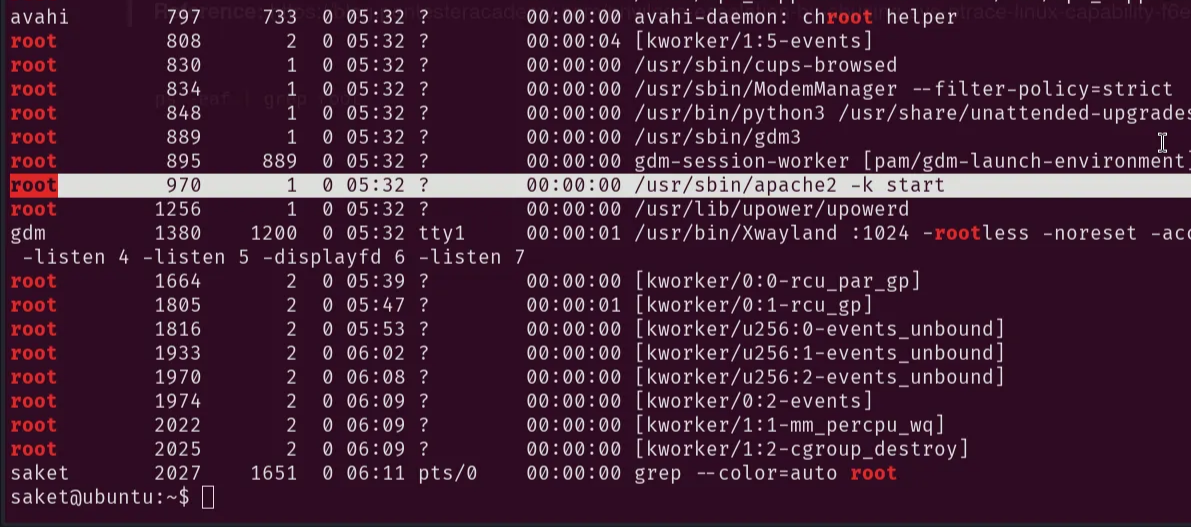 Reference:
avahi 797 733 0 05:32 ? 00:00:00 avahi-daemon: chroot helper
root 808 2 0 05:32 ? 00:00:04 [kworker/1:5-events]
root 830 1 0 05:32 ? 00:00:00 /usr/sbin/cups-browsed
root 834 1 0 05:32 ? 00:00:00 /usr/sbin/ModemManager --filter-policy=strict
root 848 1 0 05:32 ? 00:00:00 /usr/bin/python3 /usr/share/unattended-upgrades
root 889 1 0 05:32 ? 00:00:00 /usr/sbin/gdm3
root 895 889 0 05:32 ? 00:00:00 gdm-session-worker [pam/gdm-launch-environment]
root 970 1 0 05:32 ? 00:00:00 /usr/sbin/apache2 -k start
root 1256 1 0 05:32 ? 00:00:00 /usr/lib/upower/upowerd
gdm 1380 1200 0 05:32 tty1 00:00:01 /usr/bin/Xwayland :1024 -rootless -noreset -acc
-listen 4 -listen 5 -displayfd 6 -listen 7
root 1664 2 0 05:39 ? 00:00:00 [kworker/0:0-rcu_par_gp]
root 1805 2 0 05:47 ? 00:00:01 [kworker/0:1-rcu_gp]
root 1816 2 0 05:53 ? 00:00:00 [kworker/u256:0-events_unbound]
root 1933 2 0 06:02 ? 00:00:00 [kworker/u256:1-events_unbound]
root 1970 2 0 06:08 ? 00:00:00 [kworker/u256:2-events_unbound]
root 1974 2 0 06:09 ? 00:00:00 [kworker/0:2-events]
root 2022 2 0 06:09 ? 00:00:00 [kworker/1:1-mm_percpu_wq]
root 2025 2 0 06:09 ? 00:00:00 [kworker/1:2-cgroup_destroy]
saket 2027 1651 0 06:11 pts/0 00:00:00 grep --color=auto root
saket@ubuntu:~$